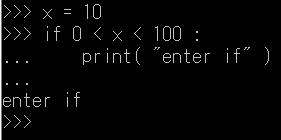 >>> x = 10
>>> if 0 < x < 100 :
...     print( "enter if" )
...
enter if
>>>